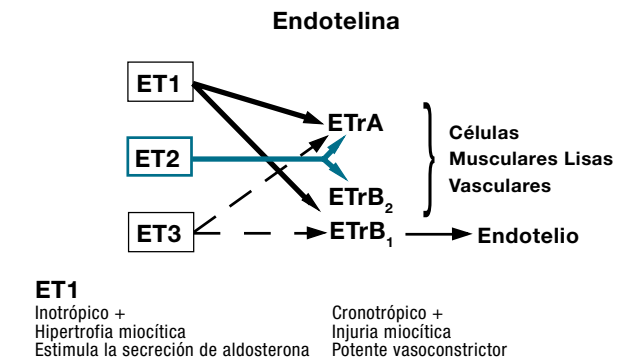 Endotelina
ET1
ETrA
Células
Musculares Lisas
Vasculares
ET2
ETrB2
ET3
ETrB1
Endotelio
ET1
Inotrópico +
Hipertrofia miocítica
Estimula la secreción de aldosterona
Cronotrópico +
Injuria miocítica
Potente vasoconstrictor